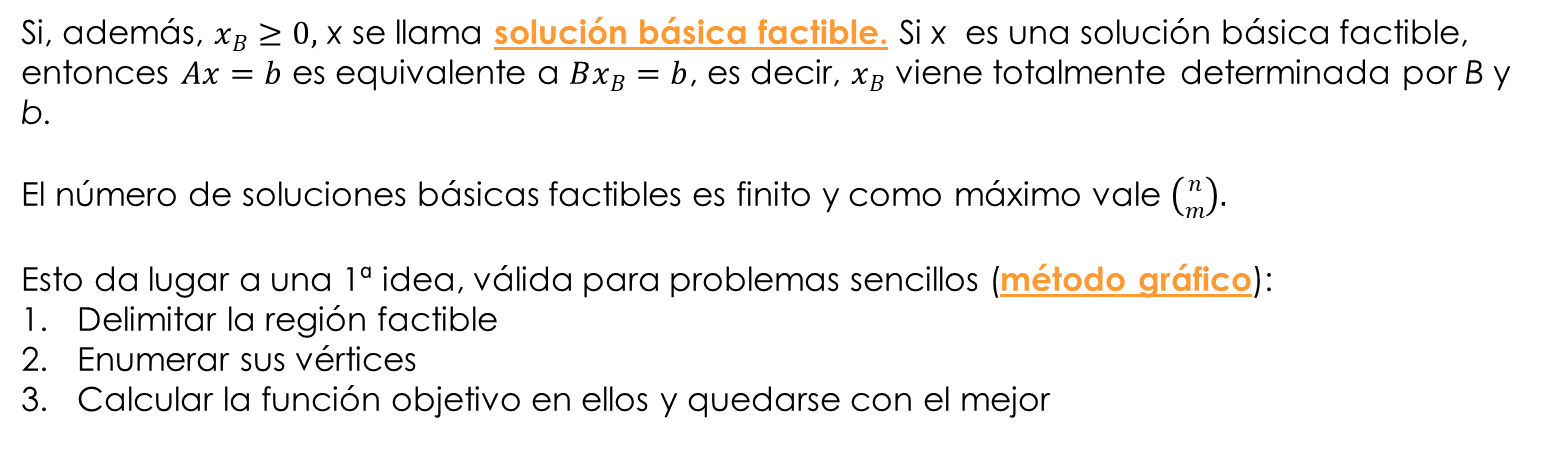 Si, además, $x_B \geq 0$, x se llama solución básica factible. Si x es una solución básica factible,
entonces $Ax = b$ es equivalente a $Bx_B = b$, es decir, $x_B$ viene totalmente determinada por B y
b.
El número de soluciones básicas factibles es finito y como máximo vale $\binom{n}{m}$.
Esto da lugar a una 1ª idea, válida para problemas sencillos (método gráfico):
1. Delimitar la región factible
2. Enumerar sus vértices
3. Calcular la función objetivo en ellos y quedarse con el mejor